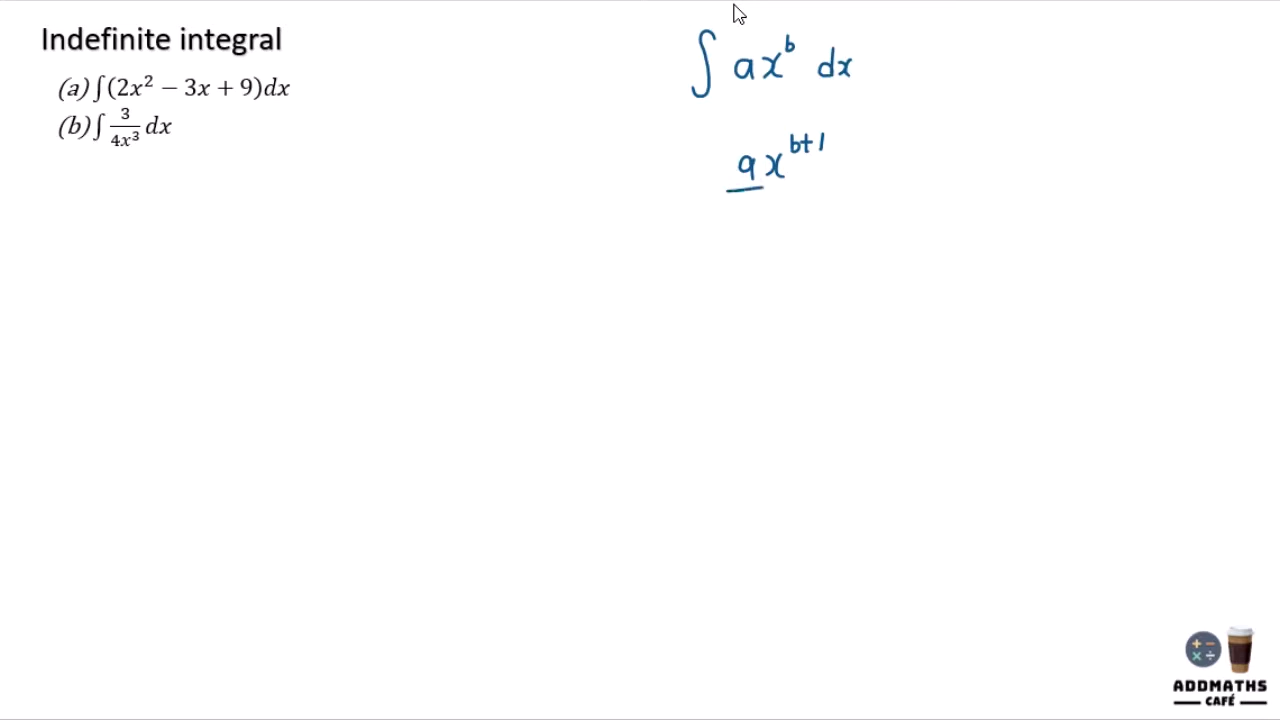 Indefinite integral
(a) ∫(2x² − 3x + 9)dx
(b) ∫ 3/4x³ dx
∫ ax^b dx
ax^(b+1)
ADDMATHS
CAFÉ